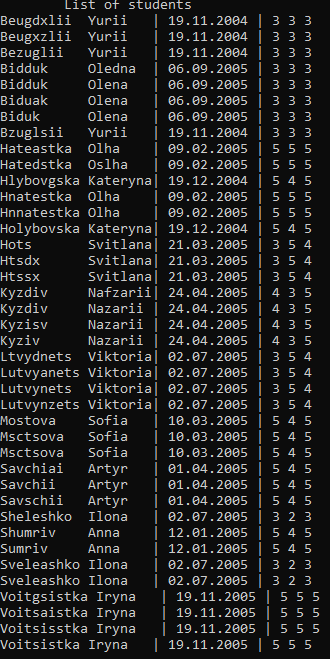 List of students
Beugdxlii  Yurii   | 19.11.2004 | 3 3 3
Beugxzlii  Yurii   | 19.11.2004 | 3 3 3
Bezuglii   Yurii   | 19.11.2004 | 3 3 3
Bidduk     Oledna  | 06.09.2005 | 3 3 3
Bidduk     Olena   | 06.09.2005 | 3 3 3
Biduak     Olena   | 06.09.2005 | 3 3 3
Biduk      Olena   | 06.09.2005 | 3 3 3
Bzuglsii   Yurii   | 19.11.2004 | 3 3 3
Hateastka  Olha    | 09.02.2005 | 5 5 5
Hatedstka  Oslha   | 09.02.2005 | 5 5 5
Hlybovgska Kateryna| 19.12.2004 | 5 4 5
Hnatestka  Olha    | 09.02.2005 | 5 5 5
Hnnatestka Olha    | 09.02.2005 | 5 5 5
Holybovska Kateryna| 19.12.2004 | 5 4 5
Hots       Svitlana| 21.03.2005 | 3 5 4
Htsdx      Svitlana| 21.03.2005 | 3 5 4
Htssx      Svitlana| 21.03.2005 | 3 5 4
Kyzdiv     Nafzarii| 24.04.2005 | 4 3 5
Kyzdiv     Nazarii | 24.04.2005 | 4 3 5
Kyzisv     Nazarii | 24.04.2005 | 4 3 5
Kyziv      Nazarii | 24.04.2005 | 4 3 5
Ltvydnets  Viktoria| 02.07.2005 | 3 5 4
Lutvyanets Viktoria| 02.07.2005 | 3 5 4
Lutvynets  Viktoria| 02.07.2005 | 3 5 4
Lutvynzets Viktoria| 02.07.2005 | 3 5 4
Mostova    Sofia   | 10.03.2005 | 5 4 5
Msctsova   Sofia   | 10.03.2005 | 5 4 5
Msctsova   Sofia   | 10.03.2005 | 5 4 5
Savchiai   Artyr   | 01.04.2005 | 5 4 5
Savchii    Artyr   | 01.04.2005 | 5 4 5
Savschii   Artyr   | 01.04.2005 | 5 4 5
Sheleshko  Ilona   | 02.07.2005 | 3 2 3
Shumriv    Anna    | 12.01.2005 | 5 4 5
Sumriv     Anna    | 12.01.2005 | 5 4 5
Sveleashko Ilona   | 02.07.2005 | 3 2 3
Sveleashko Ilona   | 02.07.2005 | 3 2 3
Voitgsistka Iryna   | 19.11.2005 | 5 5 5
Voitsaistka Iryna   | 19.11.2005 | 5 5 5
Voitsisstka Iryna   | 19.11.2005 | 5 5 5
Voitsistka Iryna   | 19.11.2005 | 5 5 5